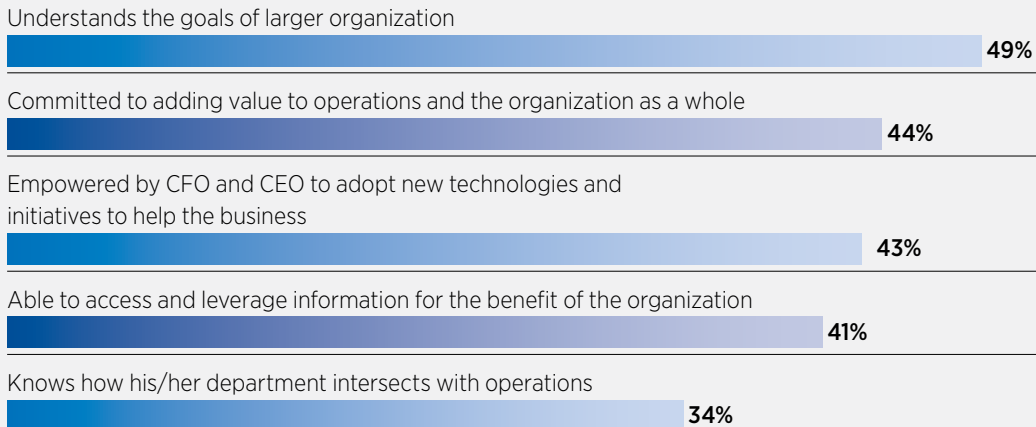 Understands the goals of larger organization
49%
Committed to adding value to operations and the organization as a whole
44%
Empowered by CFO and CEO to adopt new technologies and
initiatives to help the business
43%
Able to access and leverage information for the benefit of the organization
41%
Knows how his/her department intersects with operations
34%